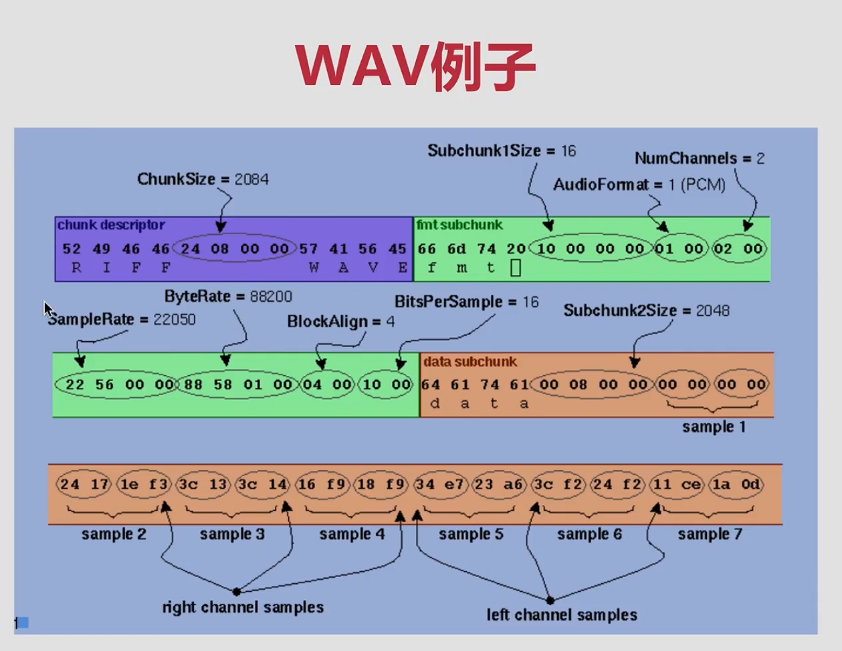 WAV例子
Subchunk1Size = 16
NumChannels = 2
ChunkSize = 2084
AudioFormat = 1 (PCM)
chunk descriptor
fmt subchunk
52 49 46 46 24 08 00 00 57 41 56 45 66 6d 74 20 10 00 00 00 01 00 02 00
R I F F W A V E f m t
ByteRate = 88200
BitsPerSample = 16
SampleRate = 22050
BlockAlign = 4
Subchunk2Size = 2048
data subchunk
22 56 00 00 88 58 01 00 04 00 10 00 64 61 74 61 00 08 00 00 00 00 00 00
d a t a
sample 1
24 17 1e f3 3c 13 3c 14 16 f9 18 f9 34 e7 23 a6 3c f2 24 f2 11 ce 1a 0d
sample 2 sample 3 sample 4 sample 5 sample 6 sample 7
right channel samples
left channel samples